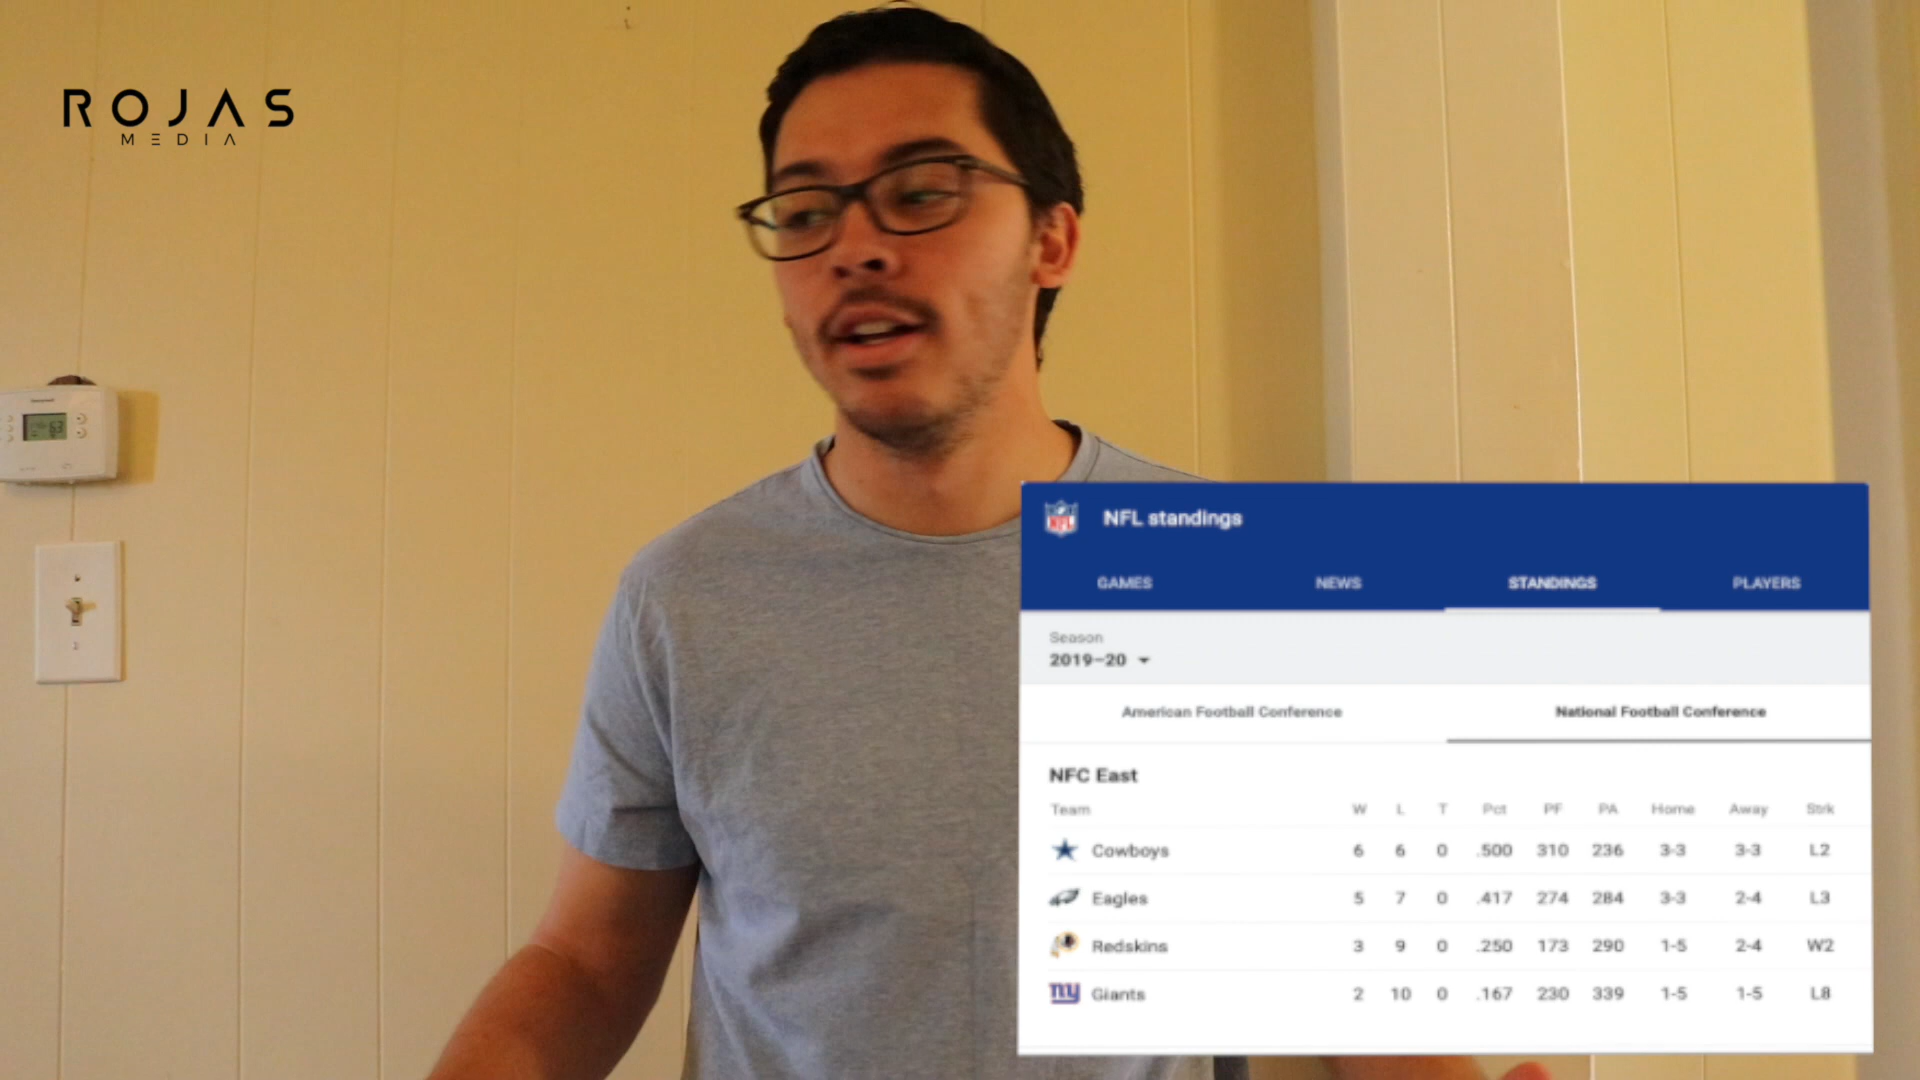 ROJAS
MEDIA
NFL standings
GAMES NEWS STANDINGS PLAYERS
Season
2019–20
American Football Conference National Football Conference
NFC East
Team W L T Pct PF PA Home Away Strk
Cowboys 6 6 0 .500 310 236 3-3 3-3 L2
Eagles 5 7 0 .417 274 284 3-3 2-4 L3
Redskins 3 9 0 .250 173 290 1-5 2-4 W2
Giants 2 10 0 .167 230 339 1-5 1-5 L8